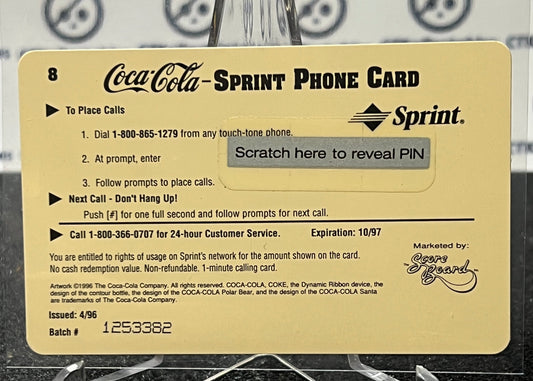 8
Coca-Cola – SPRINT PHONE CARD
To Place Calls
Sprint®
1. Dial 1-800-865-1279 from any touch-tone phone.
2. At prompt, enter
Scratch here to reveal PIN
3. Follow prompts to place calls.
Next Call - Don't Hang Up!
Push [#] for one full second and follow prompts for next call.
Call 1-800-366-0707 for 24-hour Customer Service. Expiration: 10/97
You are entitled to rights of usage on Sprint's network for the amount shown on the card.
No cash redemption value. Non-refundable. 1-minute calling card.
Marketed by:
Score Board™
Artwork ©1996 The Coca-Cola Company. All rights reserved. COCA-COLA, COKE, the Dynamic Ribbon device, the
design of the contour bottle, the design of the COCA-COLA Polar Bear, and the design of the COCA-COLA Santa
are trademarks of The Coca-Cola Company.
Issued: 4/96
Batch # 1253382